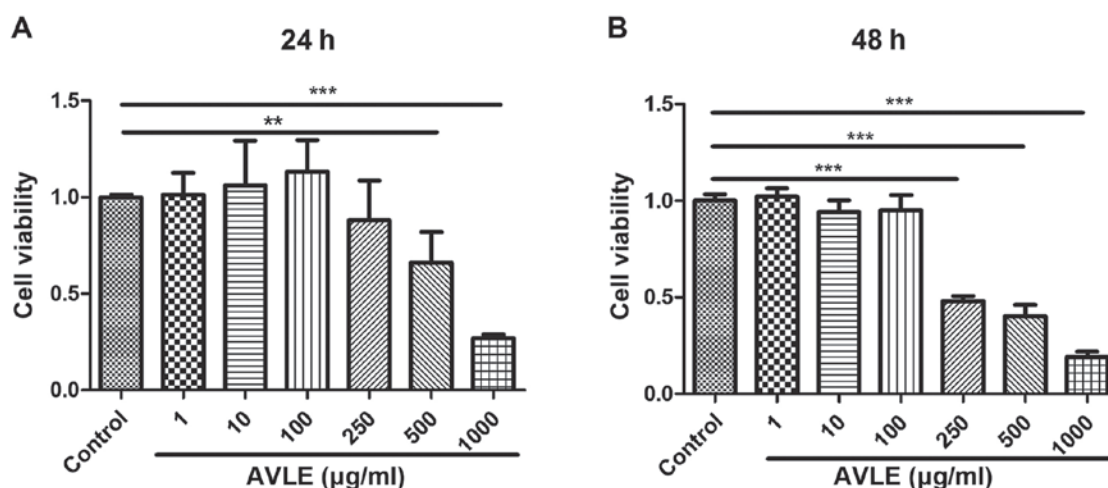 A
24 h
***
**
1.5
1.0
0.5
0.0
Cell viability
Control
1
10
100
250
500
1000
AVLE (µg/ml)
B
48 h
***
***
***
1.5
1.0
0.5
0.0
Cell viability
Control
1
10
100
250
500
1000
AVLE (µg/ml)